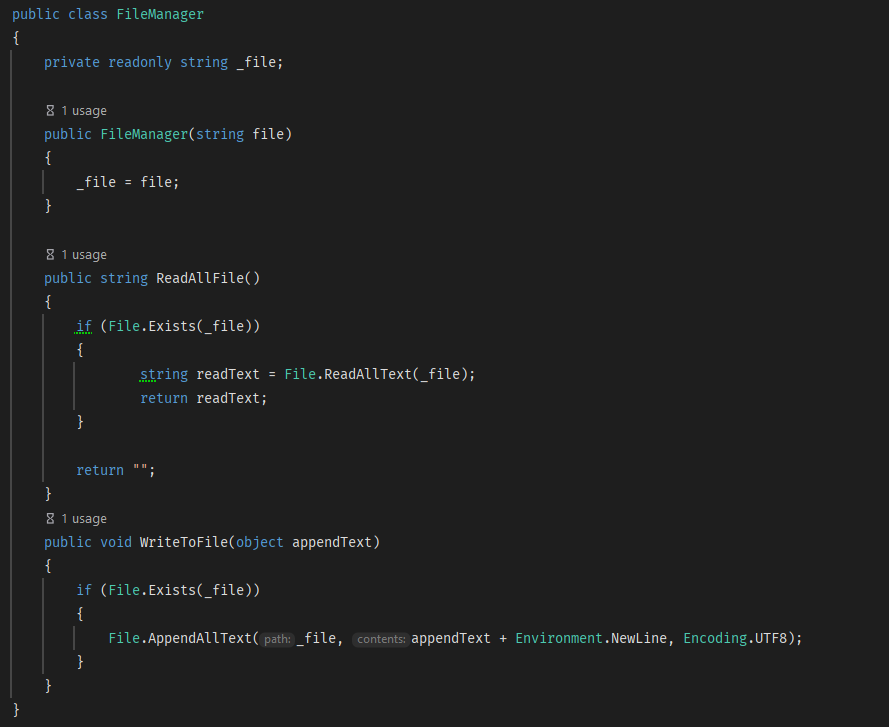 public class FileManager
{
private readonly string _file;
1 usage
public FileManager(string file)
{
_file = file;
}
1 usage
public string ReadAllFile()
{
if (File.Exists(_file))
{
string readText = File.ReadAllText(_file);
return readText;
}
return "";
}
1 usage
public void WriteToFile(object appendText)
{
if (File.Exists(_file))
{
File.AppendAllText( path: _file, contents: appendText + Environment.NewLine, Encoding.UTF8);
}
}
}